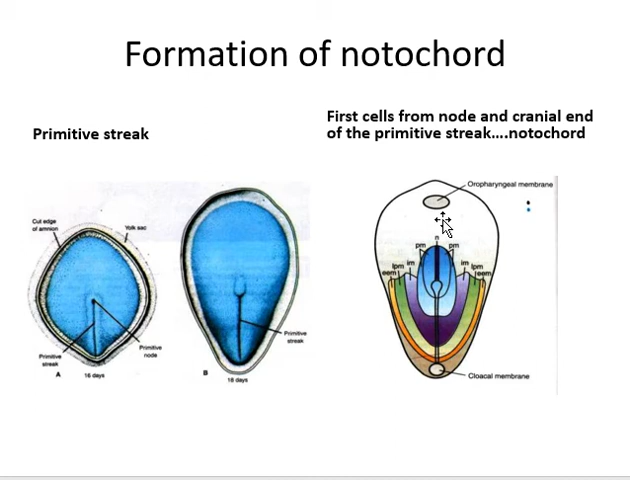 Formation of notochord
Primitive streak
First cells from node and cranial end
of the primitive streak....notochord
Cut edge
of amnion
Yolk sac
Primitive
streak
Primitive
node
A
16 days
Primitive
streak
B
18 days
Oropharyngeal membrane
n
pm
pm
im
im
lpm
lpm
eem
eem
Cloacal membrane